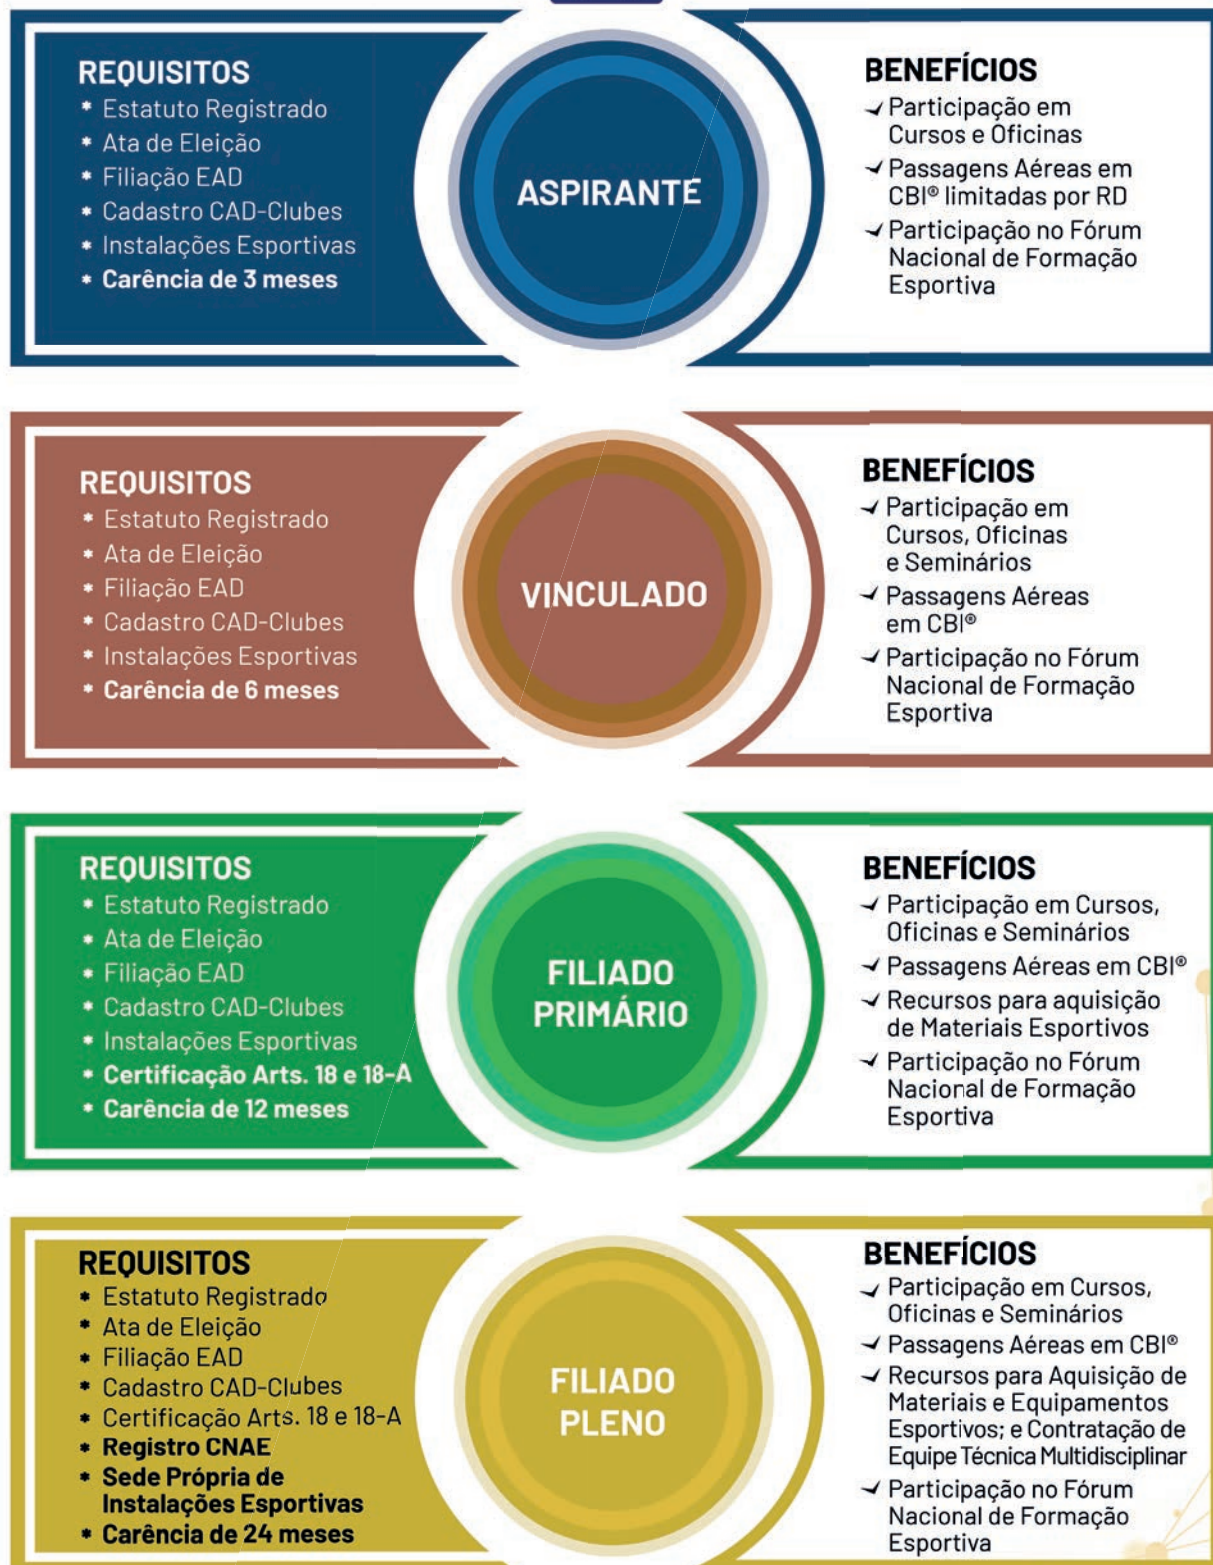 REQUISITOS
* Estatuto Registrado
* Ata de Eleição
* Filiação EAD
* Cadastro CAD-Clubes
* Instalações Esportivas
* Carência de 3 meses
ASPIRANTE
BENEFÍCIOS
✓ Participação em
Cursos e Oficinas
✓ Passagens Aéreas em
CBI® limitadas por RD
✓ Participação no Fórum
Nacional de Formação
Esportiva
REQUISITOS
* Estatuto Registrado
* Ata de Eleição
* Filiação EAD
* Cadastro CAD-Clubes
* Instalações Esportivas
* Carência de 6 meses
VINCULADO
BENEFÍCIOS
✓ Participação em
Cursos, Oficinas
e Seminários
✓ Passagens Aéreas
em CBI®
✓ Participação no Fórum
Nacional de Formação
Esportiva
REQUISITOS
* Estatuto Registrado
* Ata de Eleição
* Filiação EAD
* Cadastro CAD-Clubes
* Instalações Esportivas
* Certificação Arts. 18 e 18-A
* Carência de 12 meses
FILIADO
PRIMÁRIO
BENEFÍCIOS
✓ Participação em Cursos,
Oficinas e Seminários
✓ Passagens Aéreas em CBI®
✓ Recursos para aquisição
de Materiais Esportivos
✓ Participação no Fórum
Nacional de Formação
Esportiva
REQUISITOS
* Estatuto Registrado
* Ata de Eleição
* Filiação EAD
* Cadastro CAD-Clubes
* Certificação Arts. 18 e 18-A
* Registro CNAE
* Sede Própria de
Instalações Esportivas
* Carência de 24 meses
FILIADO
PLENO
BENEFÍCIOS
✓ Participação em Cursos,
Oficinas e Seminários
✓ Passagens Aéreas em CBI®
✓ Recursos para Aquisição de
Materiais e Equipamentos
Esportivos; e Contratação de
Equipe Técnica Multidisciplinar
✓ Participação no Fórum
Nacional de Formação
Esportiva